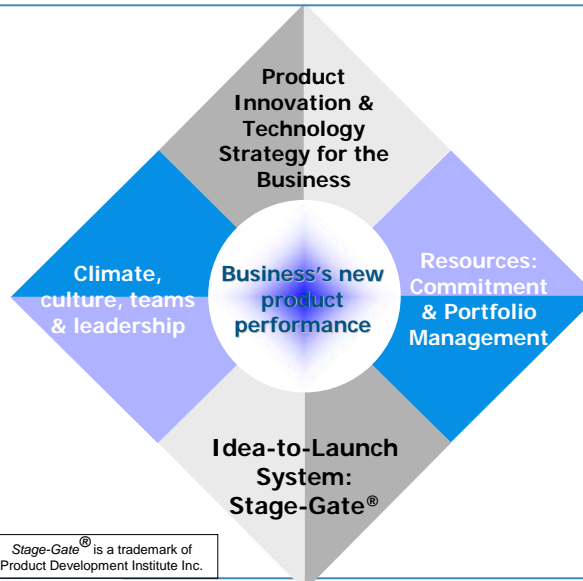 Product
Innovation &
Technology
Strategy for the
Business
Climate,
culture, teams
& leadership
Business's new
product
performance
Resources:
Commitment
& Portfolio
Management
Idea-to-Launch
System:
Stage-Gate®
Stage-Gate® is a trademark of
Product Development Institute Inc.